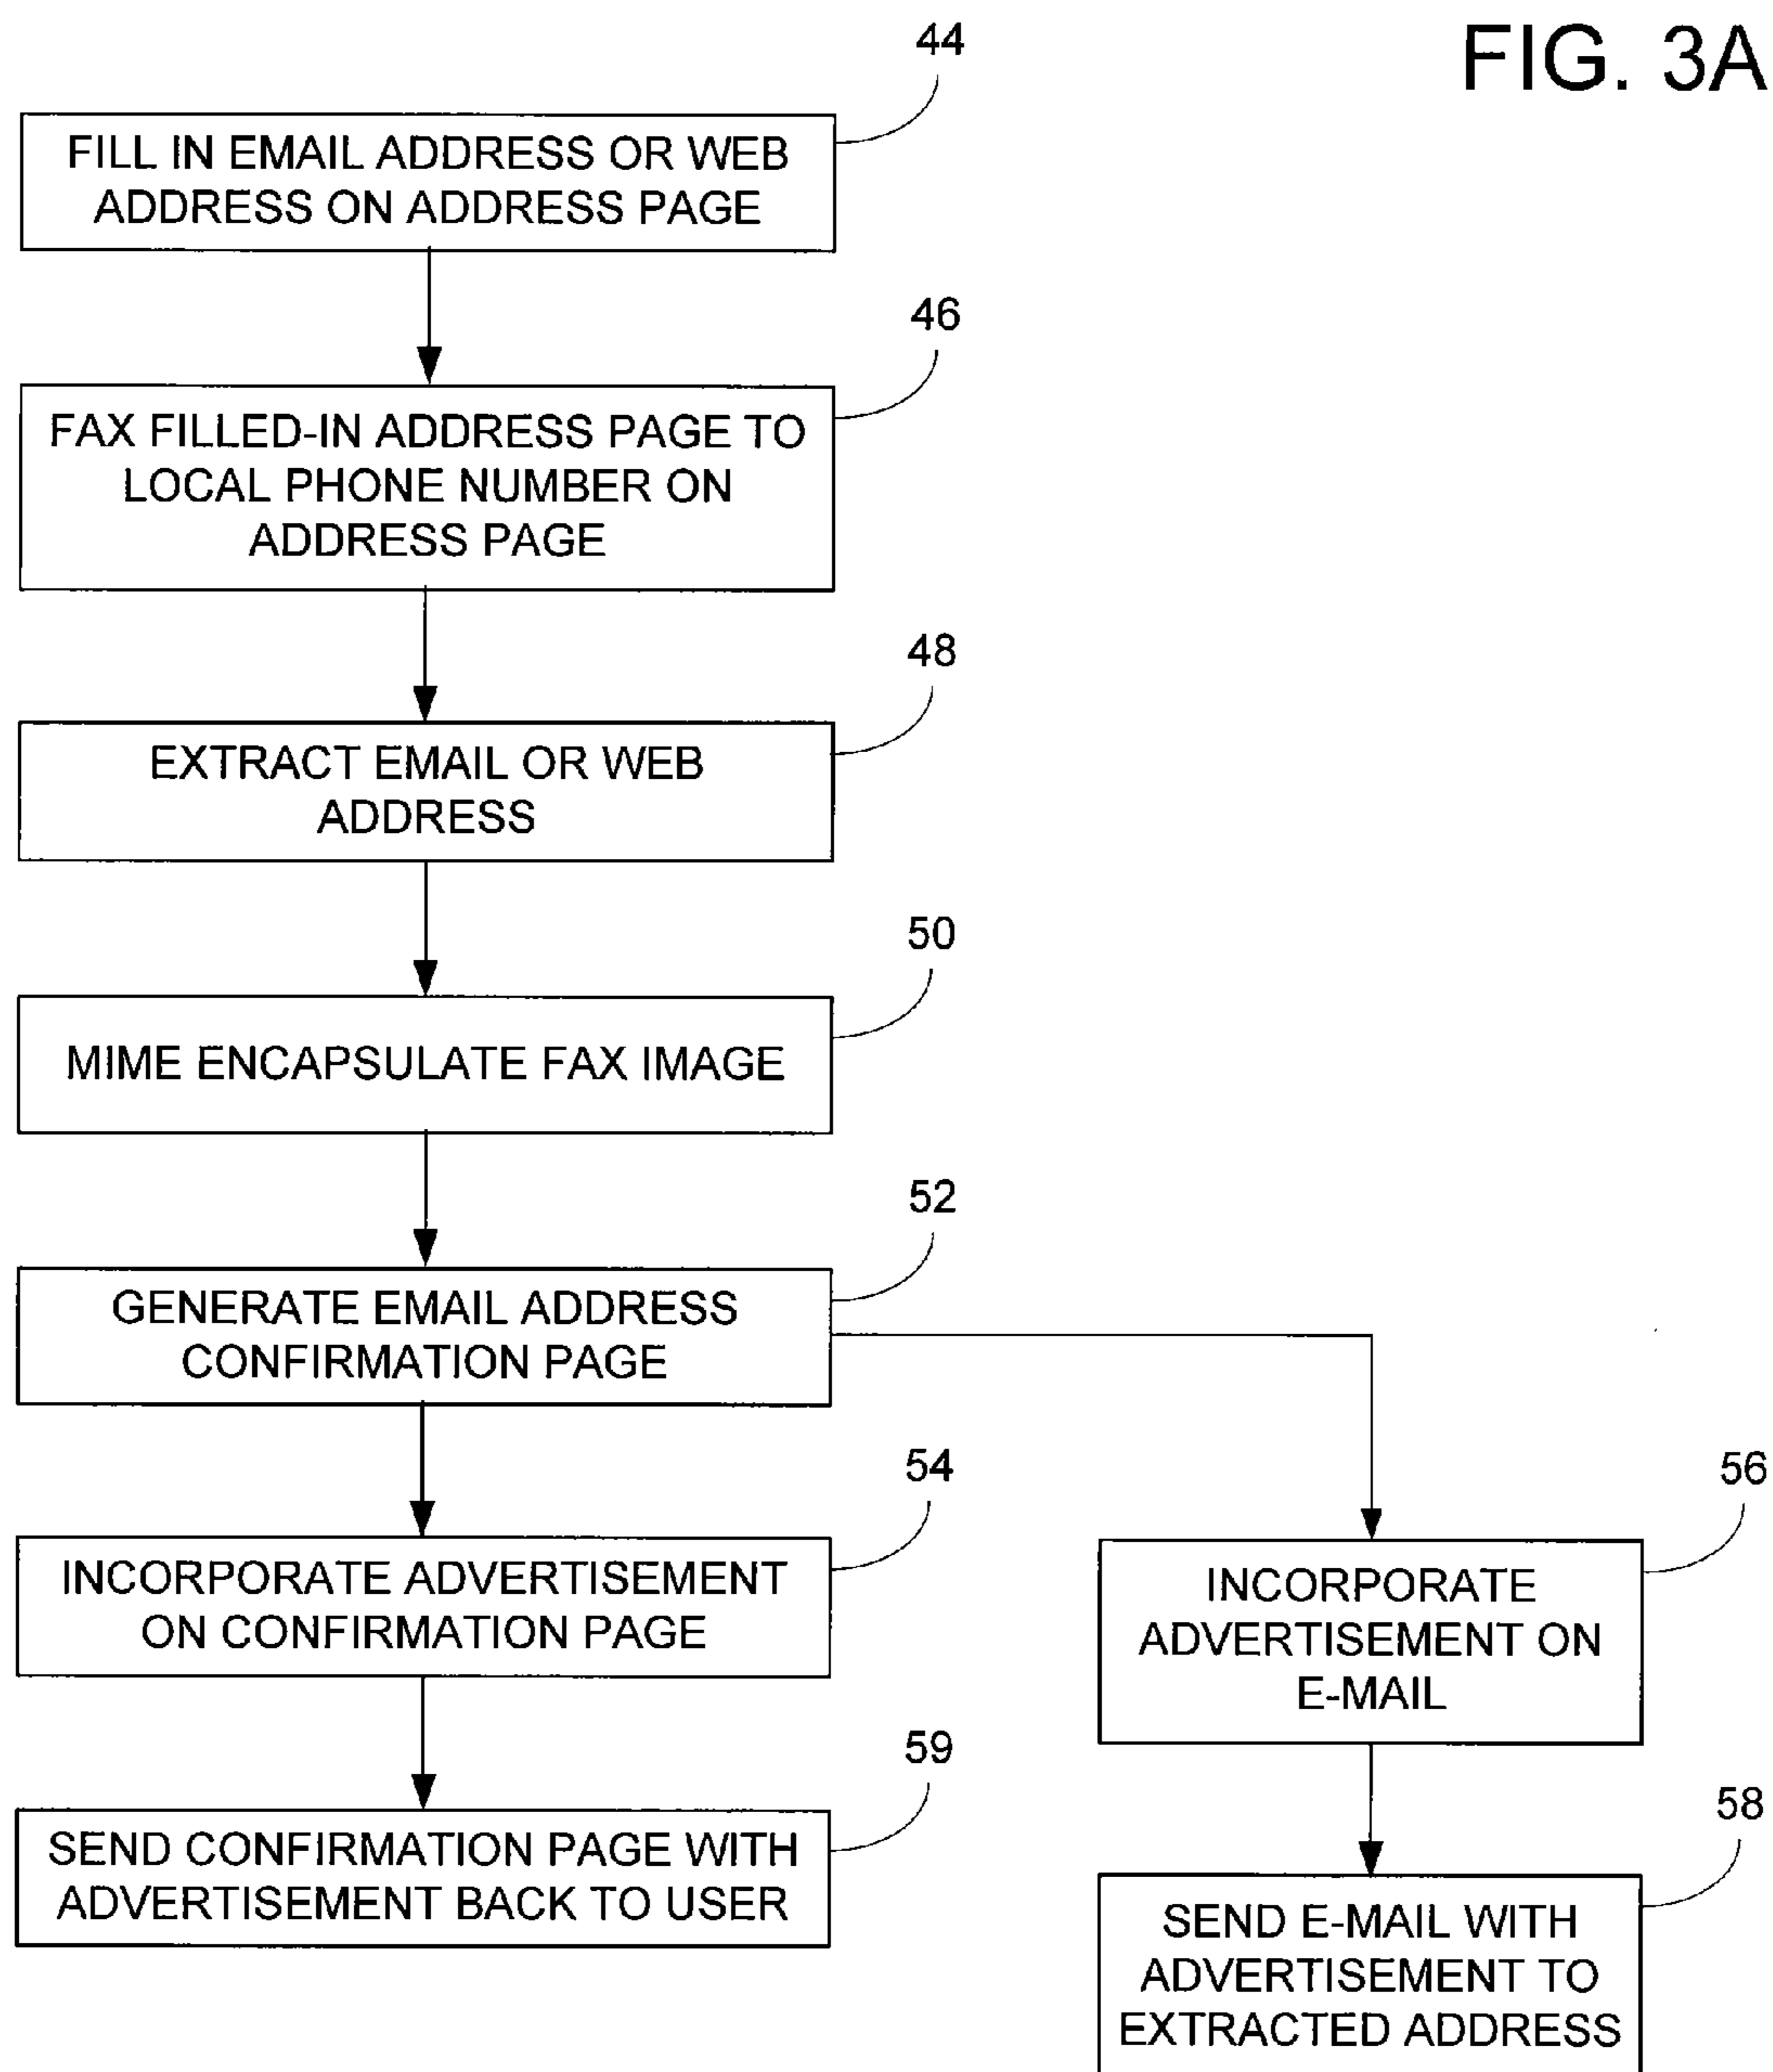 FIG. 3A
44
FILL IN EMAIL ADDRESS OR WEB
ADDRESS ON ADDRESS PAGE
46
FAX FILLED-IN ADDRESS PAGE TO
LOCAL PHONE NUMBER ON
ADDRESS PAGE
48
EXTRACT EMAIL OR WEB
ADDRESS
50
MIME ENCAPSULATE FAX IMAGE
52
GENERATE EMAIL ADDRESS
CONFIRMATION PAGE
54
INCORPORATE ADVERTISEMENT
ON CONFIRMATION PAGE
59
SEND CONFIRMATION PAGE WITH
ADVERTISEMENT BACK TO USER
56
INCORPORATE
ADVERTISEMENT ON
E-MAIL
58
SEND E-MAIL WITH
ADVERTISEMENT TO
EXTRACTED ADDRESS